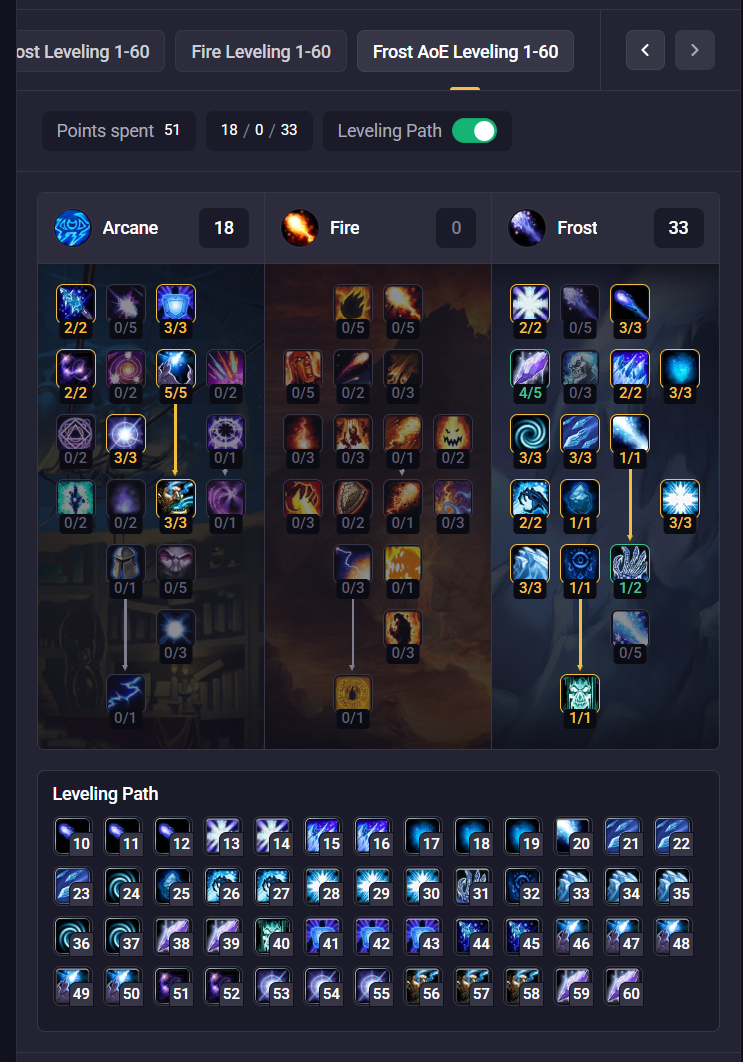 ost Leveling 1-60 Fire Leveling 1-60 Frost AoE Leveling 1-60
Points spent 51 18 / 0 / 33 Leveling Path
Arcane 18 Fire 0 Frost 33
2/2 0/5 3/3 0/5 0/5 2/2 0/5 3/3
2/2 0/2 5/5 0/2 0/5 0/2 0/3 4/5 0/3 2/2 3/3
0/2 3/3 0/1 0/3 0/3 0/1 0/2 3/3 3/3 1/1
0/2 0/2 3/3 0/1 0/3 0/2 0/1 0/3 2/2 1/1 3/3
0/1 0/5 0/3 0/1 3/3 1/1 1/2
0/3 0/3 0/5
0/1 0/1 1/1
Leveling Path
10 11 12 13 14 15 16 17 18 19 20 21 22
23 24 25 26 27 28 29 30 31 32 33 34 35
36 37 38 39 40 41 42 43 44 45 46 47 48
49 50 51 52 53 54 55 56 57 58 59 60